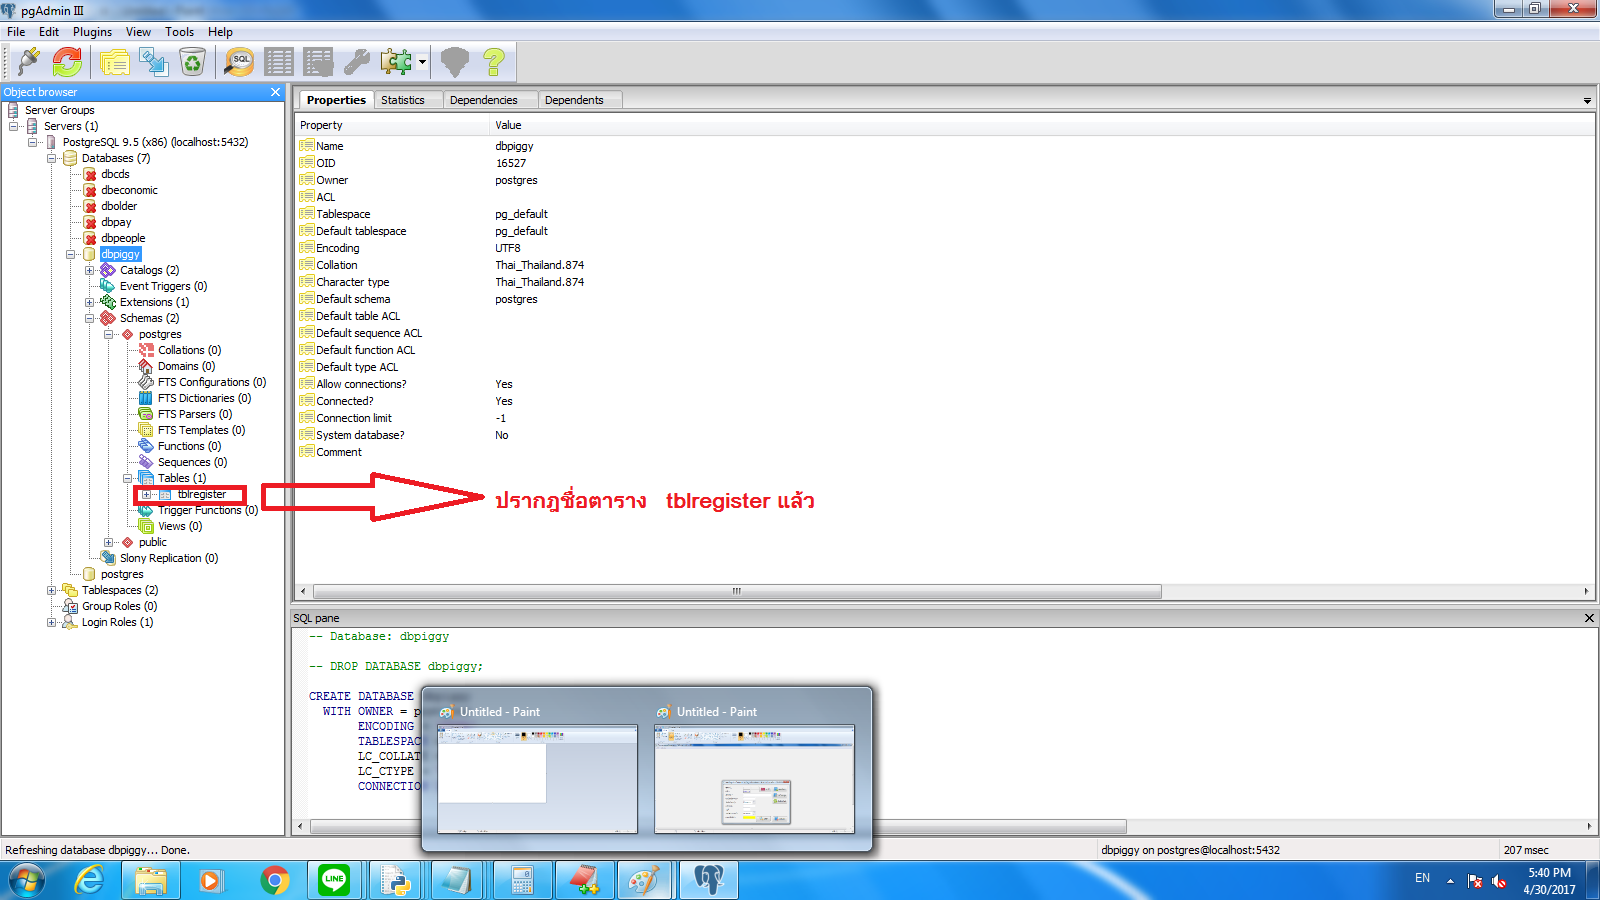 pgAdmin III
File Edit Plugins View Tools Help
SQL
Object browser
Server Groups
Servers (1)
PostgreSQL 9.5 (x86) (localhost:5432)
Databases (7)
dbcds
dbeconomic
dbolder
dbpay
dbpeople
dbpiggy
Catalogs (2)
Event Triggers (0)
Extensions (1)
Schemas (2)
postgres
Collations (0)
Domains (0)
FTS Configurations (0)
FTS Dictionaries (0)
FTS Parsers (0)
FTS Templates (0)
Functions (0)
Sequences (0)
Tables (1)
tblregister
Trigger Functions (0)
Views (0)
public
Slony Replication (0)
postgres
Tablespaces (2)
Group Roles (0)
Login Roles (1)
Properties Statistics Dependencies Dependents
Property Value
Name dbpiggy
OID 16527
Owner postgres
ACL
Tablespace pg_default
Default tablespace pg_default
Encoding UTF8
Collation Thai_Thailand.874
Character type Thai_Thailand.874
Default schema postgres
Default table ACL
Default sequence ACL
Default function ACL
Default type ACL
Allow connections? Yes
Connected? Yes
Connection limit -1
System database? No
Comment
ปรากฎชื่อตาราง tblregister แล้ว
SQL pane
-- Database: dbpiggy
-- DROP DATABASE dbpiggy;
CREATE DATABASE
WITH OWNER = p
ENCODING
TABLESPAC
LC_COLLAT
LC_CTYPE
CONNECTIO
Untitled - Paint Untitled - Paint
Refreshing database dbpiggy... Done. dbpiggy on postgres@localhost:5432 207 msec
LINE
EN
5:40 PM
4/30/2017